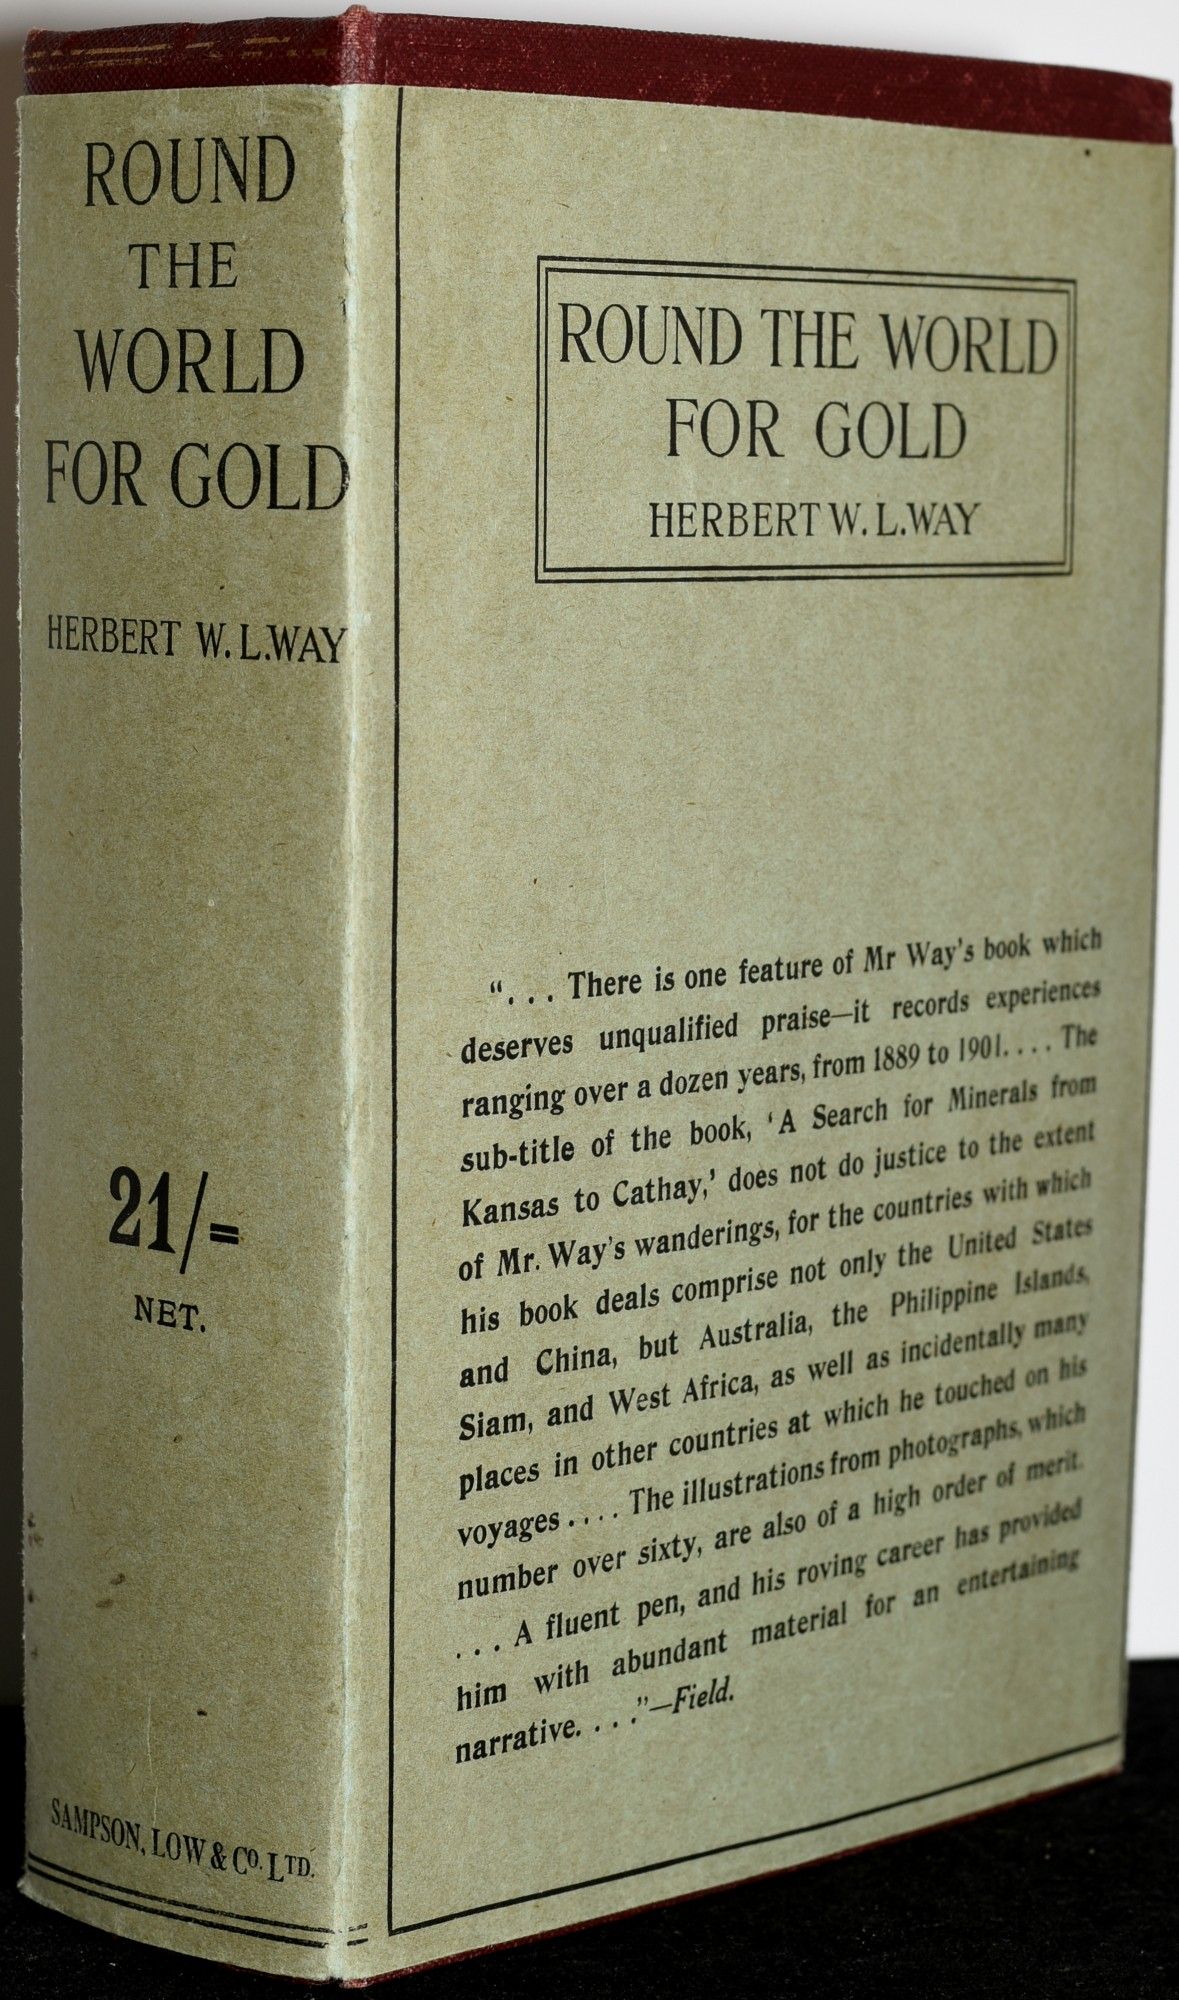 ROUND
THE
WORLD
FOR GOLD
HERBERT W. L. WAY
21/=
NET.
SAMPSON, LOW & Co. LTD.
ROUND THE WORLD
FOR GOLD
HERBERT W. L. WAY
“. . . There is one feature of Mr Way's book which
deserves unqualified praise—it records experiences
ranging over a dozen years, from 1889 to 1901. . . . The
sub-title of the book, ‘A Search for Minerals from
Kansas to Cathay,’ does not do justice to the extent
of Mr. Way's wanderings, for the countries with which
his book deals comprise not only the United States
and China, but Australia, the Philippine Islands,
Siam, and West Africa, as well as incidentally many
places in other countries at which he touched on his
voyages . . . . The illustrations from photographs, which
number over sixty, are also of a high order of merit.
. . . A fluent pen, and his roving career has provided
him with abundant material for an entertaining
narrative. . . .”—Field.